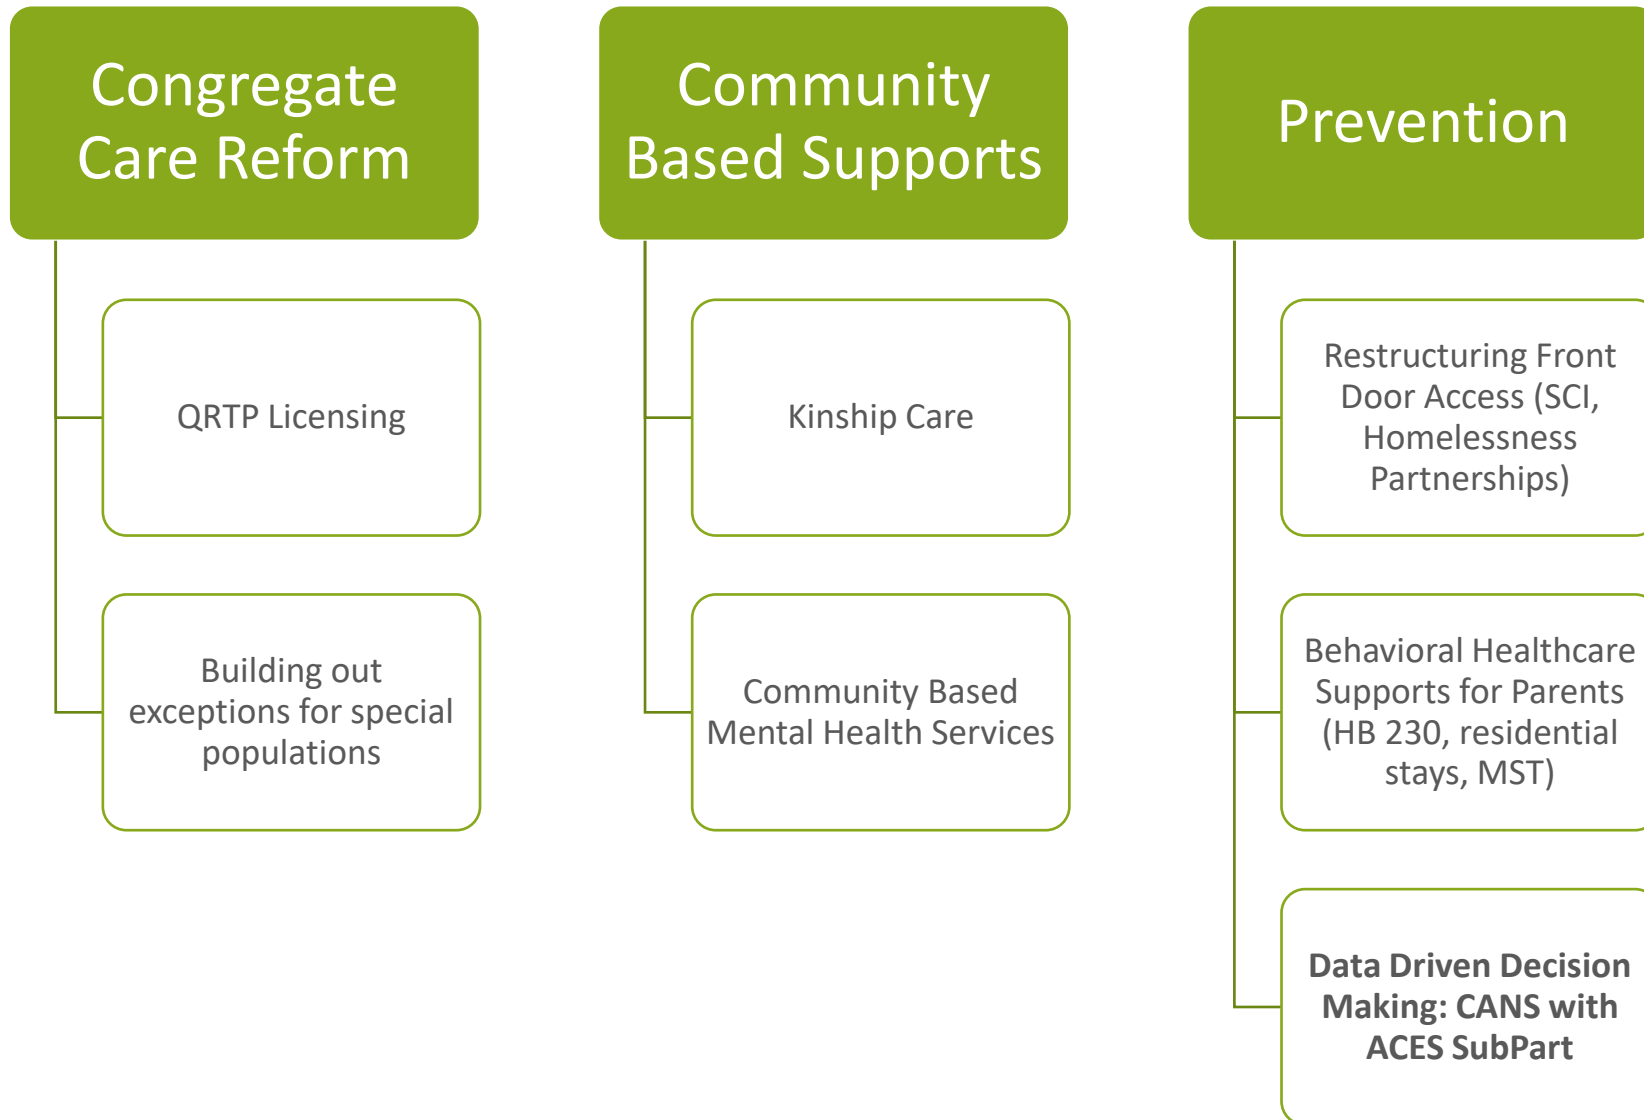 Congregate
Care Reform
QRTP Licensing
Building out
exceptions for special
populations
Community
Based Supports
Kinship Care
Community Based
Mental Health Services
Prevention
Restructuring Front
Door Access (SCI,
Homelessness
Partnerships)
Behavioral Healthcare
Supports for Parents
(HB 230, residential
stays, MST)
Data Driven Decision
Making: CANS with
ACES SubPart